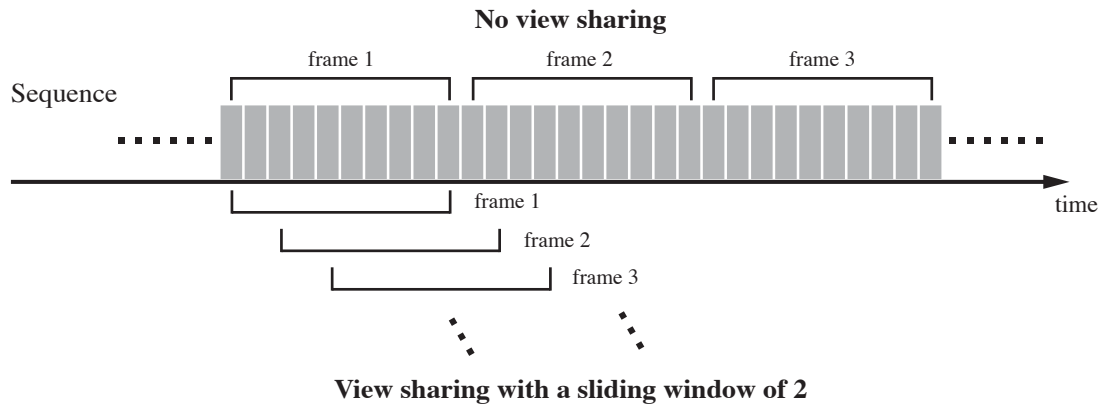 No view sharing
frame 1
frame 2
frame 3
Sequence
time
frame 1
frame 2
frame 3
View sharing with a sliding window of 2